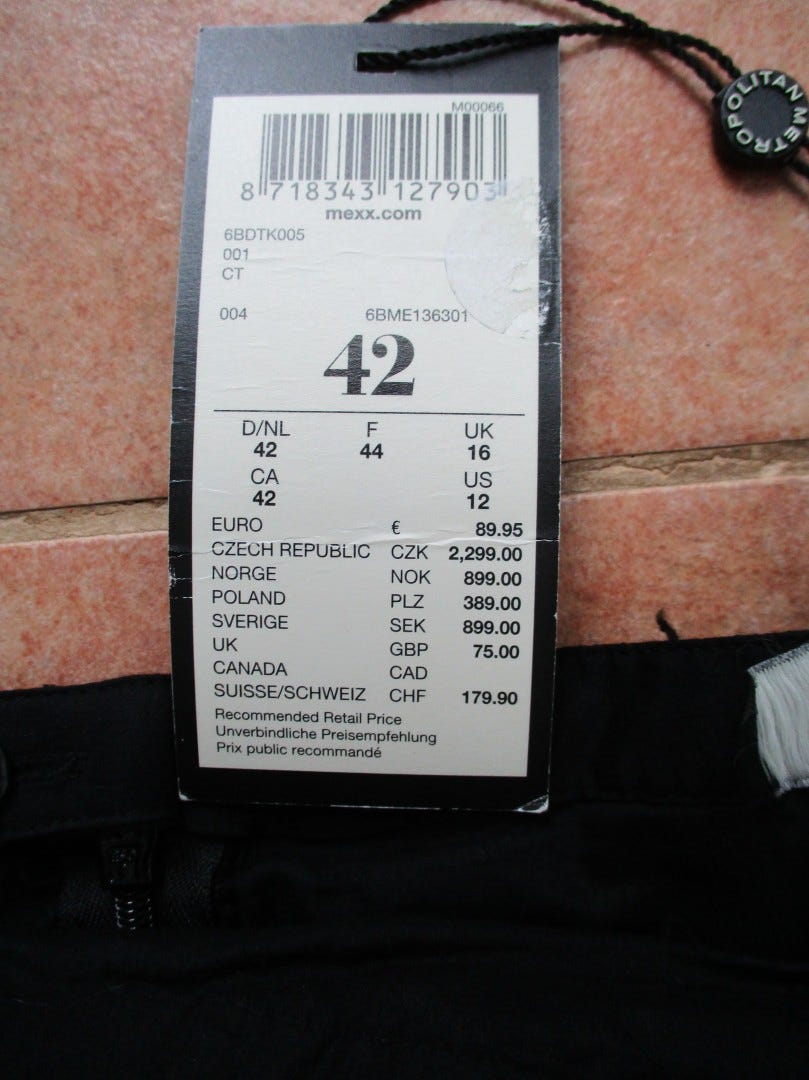 METROPOLITAN
M00066
8 718343 127903
mexx.com
6BDTK005
001
CT
004 6BME136301
42
D/NL F UK
42 44 16
CA US
42 12
EURO € 89.95
CZECH REPUBLIC CZK 2,299.00
NORGE NOK 899.00
POLAND PLZ 389.00
SVERIGE SEK 899.00
UK GBP 75.00
CANADA CAD
SUISSE/SCHWEIZ CHF 179.90
Recommended Retail Price
Unverbindliche Preisempfehlung
Prix public recommandé